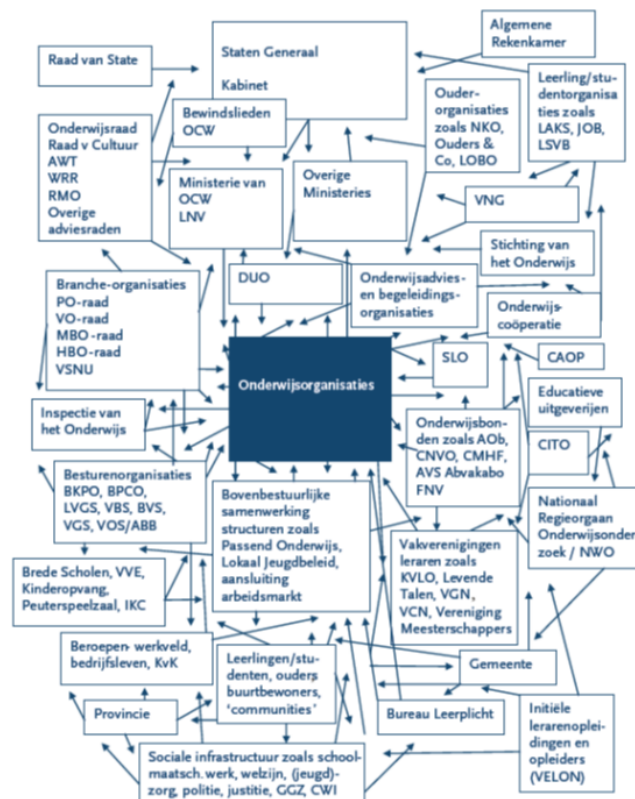 Raad van State
Staten Generaal
Kabinet
Algemene
Rekenkamer
Leerling/stu-
dentorganisa
ties zoals
LAKS, JOB,
LSVB
Onderwijsraad
Raad v Cultuur
AWT
WRR
RMO
Overige
adviesraden
Bewindslieden
OCW
Ministerie van
OCW
LNV
Overige
Ministeries
Ouder-
organisaties
zoals NKO,
Ouders &
Co, LOBO
VNG
Stichting van
het Onderwijs
Branche-organisaties
PO-raad
VO-raad
MBO-raad
HBO-raad
VSNU
DUO
Onderwijsadvies-
en begeleidings-
organisaties
Onderwijs-
coöperatie
Onderwijsorganisaties
SLO
CAOP
Educatieve
uitgeverijen
Inspectie van
het Onderwijs
Onderwijsbon-
den zoals AOb,
CNVO, CMHF,
AVS Abvakabo
FNV
CITO
Besturenorganisaties
BKPO, BPCO,
LVGS, VBS, BVS,
VGS, VOS/ABB
Bovenbestuurlijke
samenwerking
structuren zoals
Passend Onderwijs,
Lokaal Jeugdbeleid,
aansluiting
arbeidsmarkt
Nationaal
Regieorgaan
Onderwijsonder
zoek / NWO
Vakverenigingen
leraren zoals
KVLO, Levende
Talen, VGN,
VCN, Vereniging
Meesterschappers
Brede Scholen, VVE,
Kinderopvang,
Peuterspeelzaal, IKC
Beroepen- werkveld,
bedrijfsleven, KvK
Leerlingen/stu-
denten, ouders,
buurtbewoners,
‘communities’
Gemeente
Provincie
Bureau Leerplicht
Initiële
lerarenoplei-
dingen en
opleiders
(VELON)
Sociale infrastructuur zoals school-
maatsch.werk, welzijn, (jeugd)-
zorg, politie, justitie, GGZ, CWI